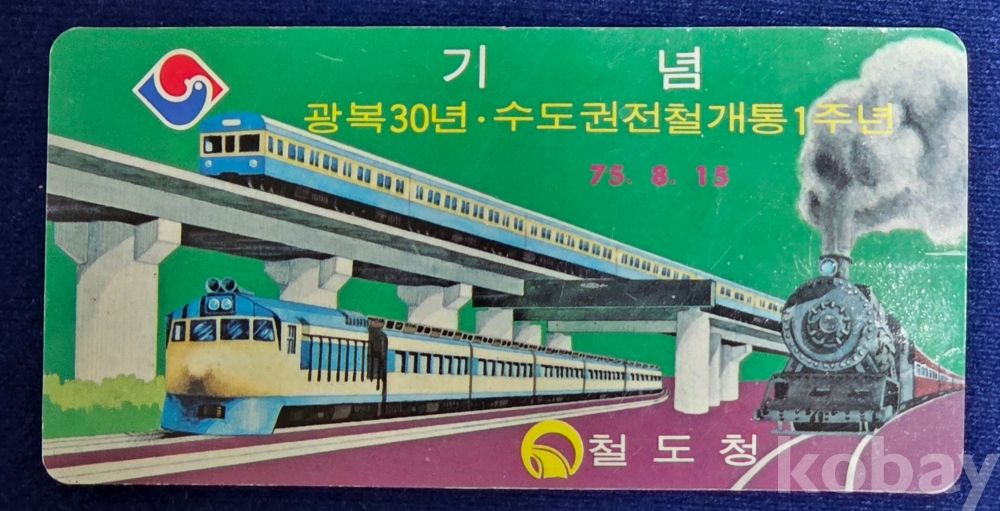 기 념
광복30년·수도권전철개통1주년
75. 8. 15
철도청
kobay